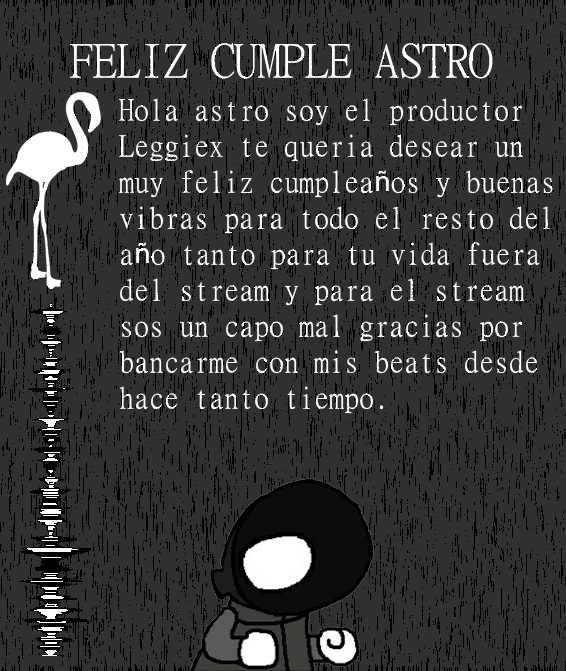 FELIZ CUMPLE ASTRO
Hola astro soy el productor
Leggiex te queria desear un
muy feliz cumpleaños y buenas
vibras para todo el resto del
año tanto para tu vida fuera
del stream y para el stream
sos un capo mal gracias por
bancarme con mis beats desde
hace tanto tiempo.